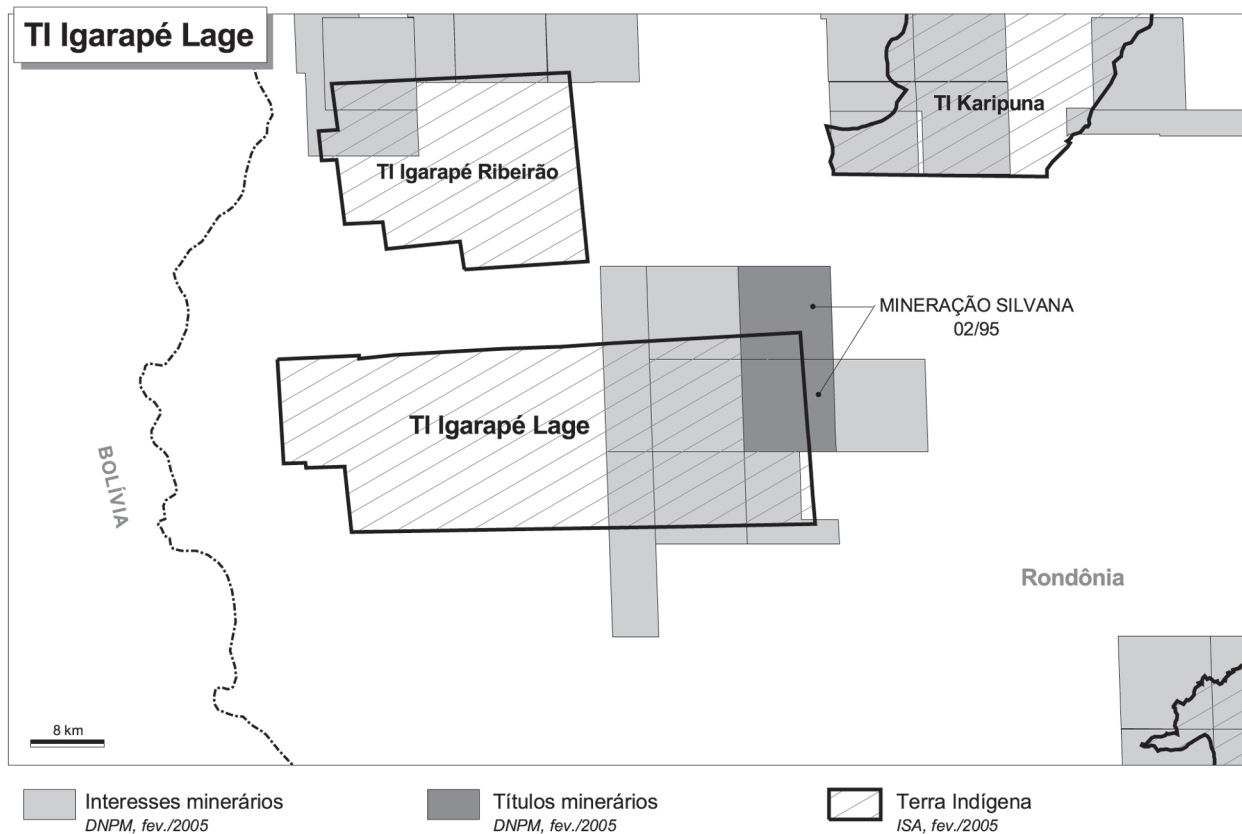 TI Igarapé Lage
TI Karipuna
TI Igarapé Ribeirão
MINERAÇÃO SILVANA
02/95
TI Igarapé Lage
BOLÍVIA
Rondônia
8 km
Interesses minerários
DNPM, fev./2005
Títulos minerários
DNPM, fev./2005
Terra Indígena
ISA, fev./2005